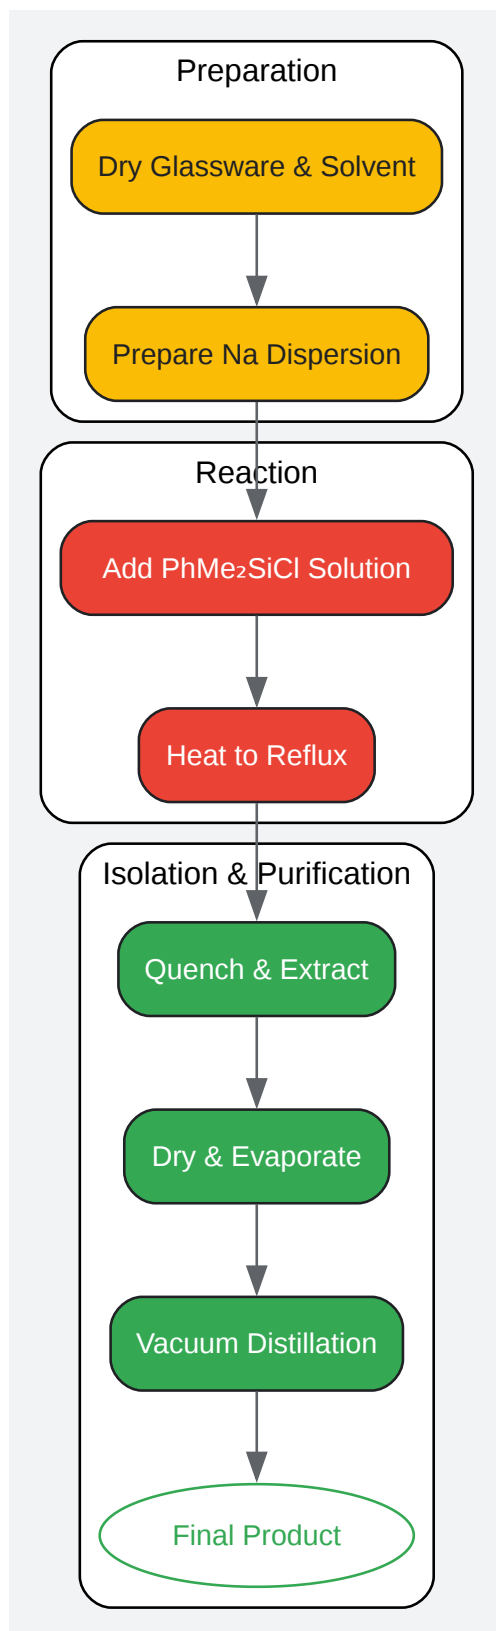 Preparation
Dry Glassware & Solvent
Prepare Na Dispersion
Reaction
Add PhMe₂SiCl Solution
Heat to Reflux
Isolation & Purification
Quench & Extract
Dry & Evaporate
Vacuum Distillation
Final Product